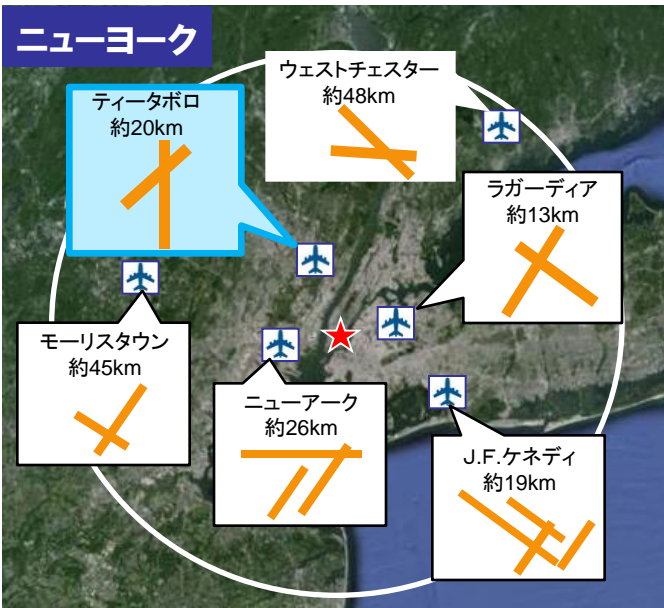 ニューヨーク
ティータボロ
約20km
ウェストチェスター
約48km
ラガーディア
約13km
モーリスタウン
約45km
ニューアーク
約26km
J.F.ケネディ
約19km